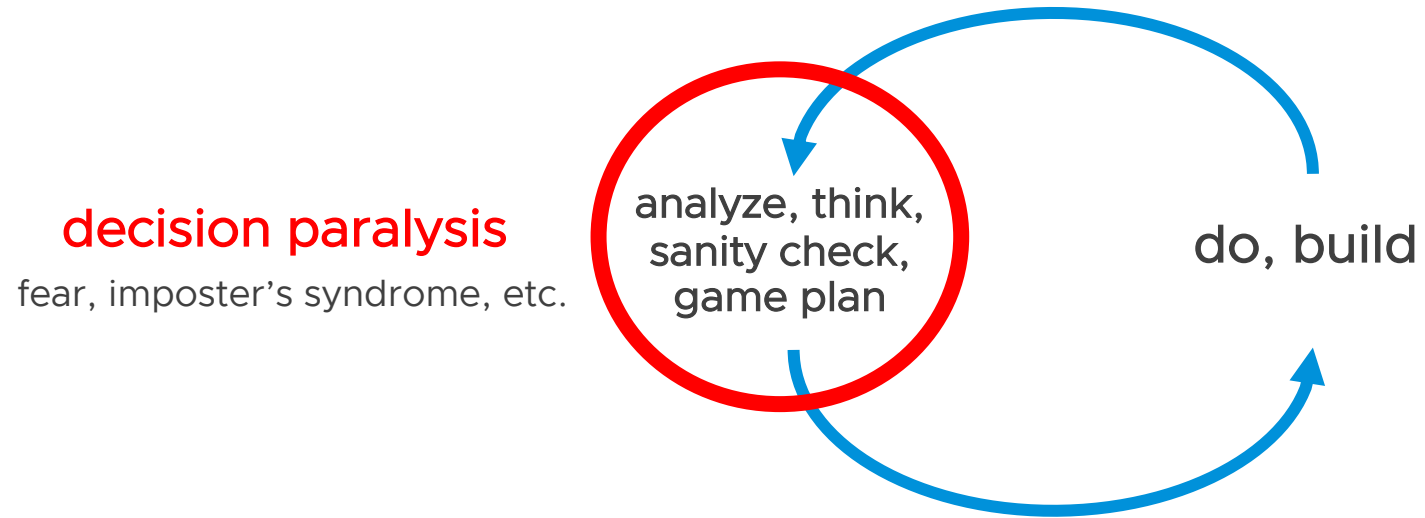 decision paralysis
fear, imposter’s syndrome, etc.
analyze, think,
sanity check,
game plan
do, build